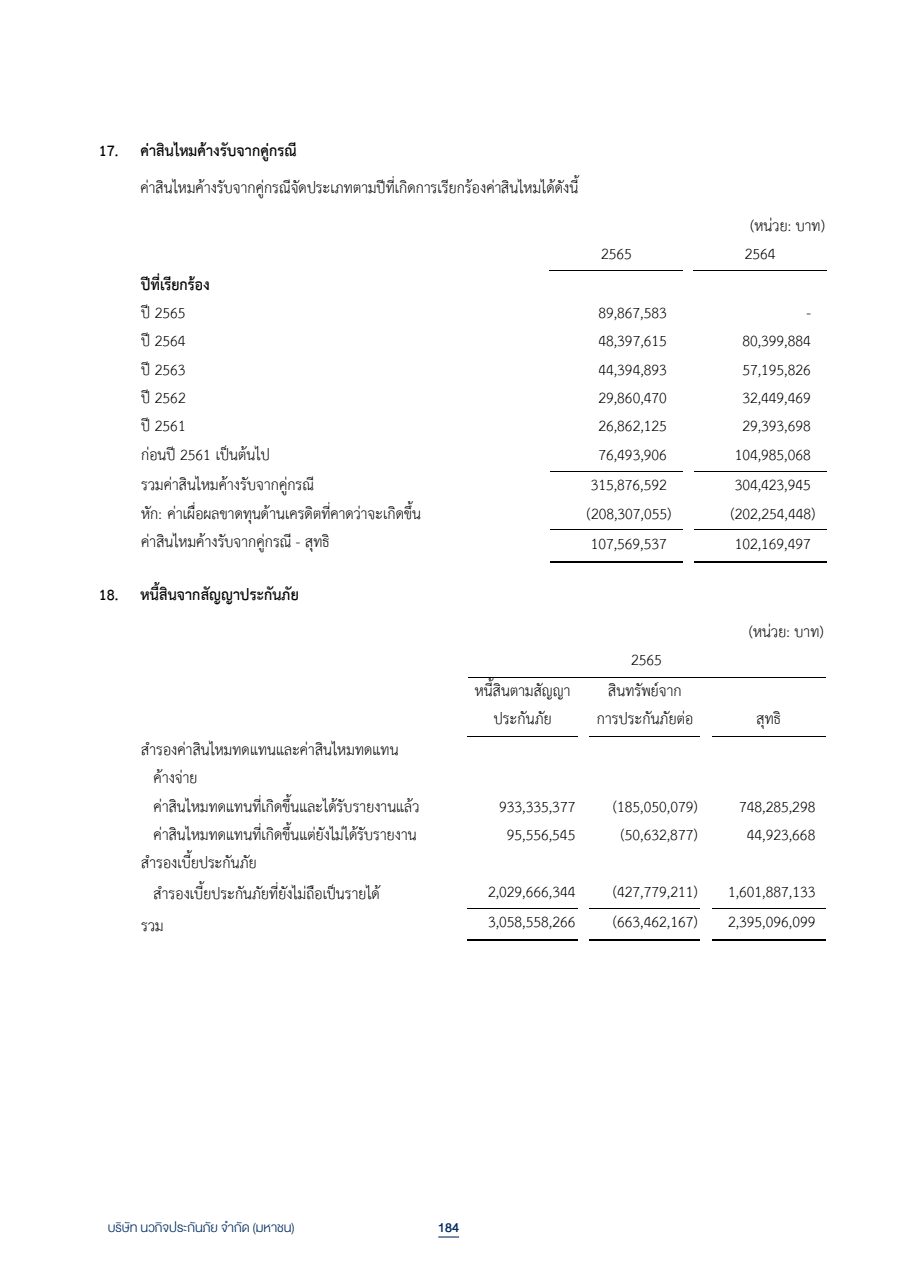 17. ค่าสินไหมค้างรับจากคู่กรณี
ค่าสินไหมค้างรับจากคู่กรณีจัดประเภทตามปีที่เกิดการเรียกร้องค่าสินไหมได้ดังนี้
(หน่วย: บาท)
2565 2564
ปีที่เรียกร้อง
ปี 2565 89,867,583 -
ปี 2564 48,397,615 80,399,884
ปี 2563 44,394,893 57,195,826
ปี 2562 29,860,470 32,449,469
ปี 2561 26,862,125 29,393,698
ก่อนปี 2561 เป็นต้นไป 76,493,906 104,985,068
รวมค่าสินไหมค้างรับจากคู่กรณี 315,876,592 304,423,945
หัก: ค่าเผื่อผลขาดทุนด้านเครดิตที่คาดว่าจะเกิดขึ้น (208,307,055) (202,254,448)
ค่าสินไหมค้างรับจากคู่กรณี - สุทธิ 107,569,537 102,169,497
18. หนี้สินจากสัญญาประกันภัย
(หน่วย: บาท)
2565
หนี้สินตามสัญญา สินทรัพย์จาก
ประกันภัย การประกันภัยต่อ สุทธิ
สำรองค่าสินไหมทดแทนและค่าสินไหมทดแทน
ค้างจ่าย
ค่าสินไหมทดแทนที่เกิดขึ้นและได้รับรายงานแล้ว 933,335,377 (185,050,079) 748,285,298
ค่าสินไหมทดแทนที่เกิดขึ้นแต่ยังไม่ได้รับรายงาน 95,556,545 (50,632,877) 44,923,668
สำรองเบี้ยประกันภัย
สำรองเบี้ยประกันภัยที่ยังไม่ถือเป็นรายได้ 2,029,666,344 (427,779,211) 1,601,887,133
รวม 3,058,558,266 (663,462,167) 2,395,096,099
บริษัท นวกิจประกันภัย จำกัด (มหาชน) 184